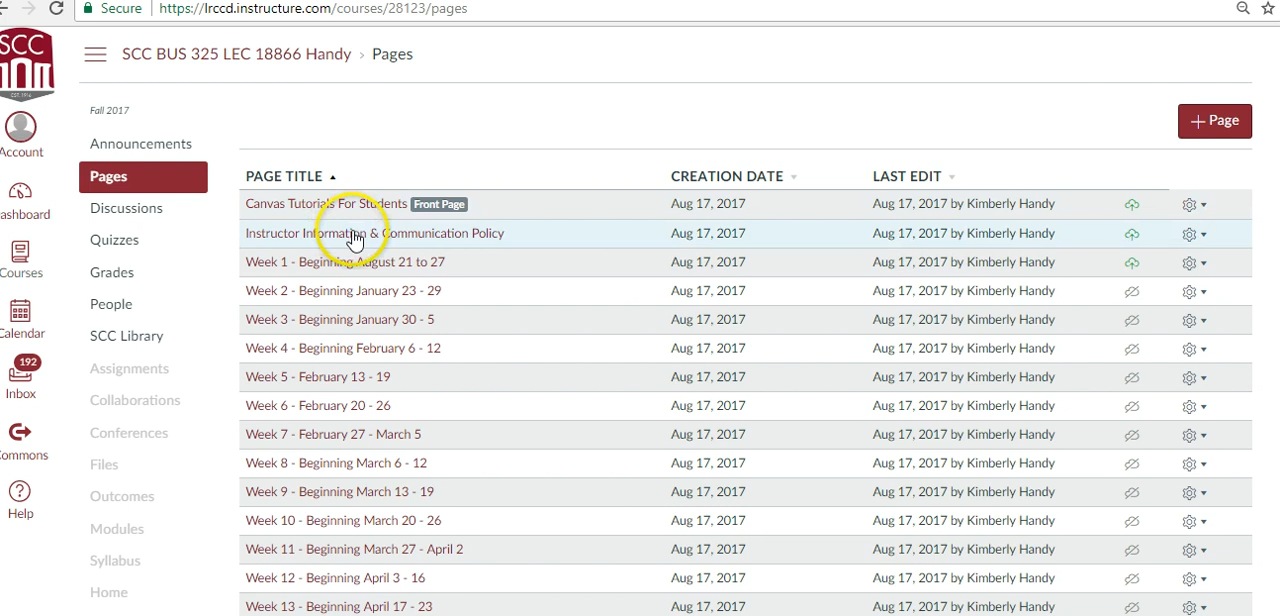 Secure https://lrccd.instructure.com/courses/28123/pages
SCC
EST. 1916
SCC BUS 325 LEC 18866 Handy > Pages
Account
ashboard
Courses
Calendar
192
Inbox
ommons
Help
Fall 2017
Announcements
Pages
Discussions
Quizzes
Grades
People
SCC Library
Assignments
Collaborations
Conferences
Files
Outcomes
Modules
Syllabus
Home
+ Page
PAGE TITLE CREATION DATE LAST EDIT
Canvas Tutorials For Students Front Page Aug 17, 2017 Aug 17, 2017 by Kimberly Handy
Instructor Information & Communication Policy Aug 17, 2017 Aug 17, 2017 by Kimberly Handy
Week 1 - Beginning August 21 to 27 Aug 17, 2017 Aug 17, 2017 by Kimberly Handy
Week 2 - Beginning January 23 - 29 Aug 17, 2017 Aug 17, 2017 by Kimberly Handy
Week 3 - Beginning January 30 - 5 Aug 17, 2017 Aug 17, 2017 by Kimberly Handy
Week 4 - Beginning February 6 - 12 Aug 17, 2017 Aug 17, 2017 by Kimberly Handy
Week 5 - February 13 - 19 Aug 17, 2017 Aug 17, 2017 by Kimberly Handy
Week 6 - February 20 - 26 Aug 17, 2017 Aug 17, 2017 by Kimberly Handy
Week 7 - February 27 - March 5 Aug 17, 2017 Aug 17, 2017 by Kimberly Handy
Week 8 - Beginning March 6 - 12 Aug 17, 2017 Aug 17, 2017 by Kimberly Handy
Week 9 - Beginning March 13 - 19 Aug 17, 2017 Aug 17, 2017 by Kimberly Handy
Week 10 - Beginning March 20 - 26 Aug 17, 2017 Aug 17, 2017 by Kimberly Handy
Week 11 - Beginning March 27 - April 2 Aug 17, 2017 Aug 17, 2017 by Kimberly Handy
Week 12 - Beginning April 3 - 16 Aug 17, 2017 Aug 17, 2017 by Kimberly Handy
Week 13 - Beginning April 17 - 23 Aug 17, 2017 Aug 17, 2017 by Kimberly Handy